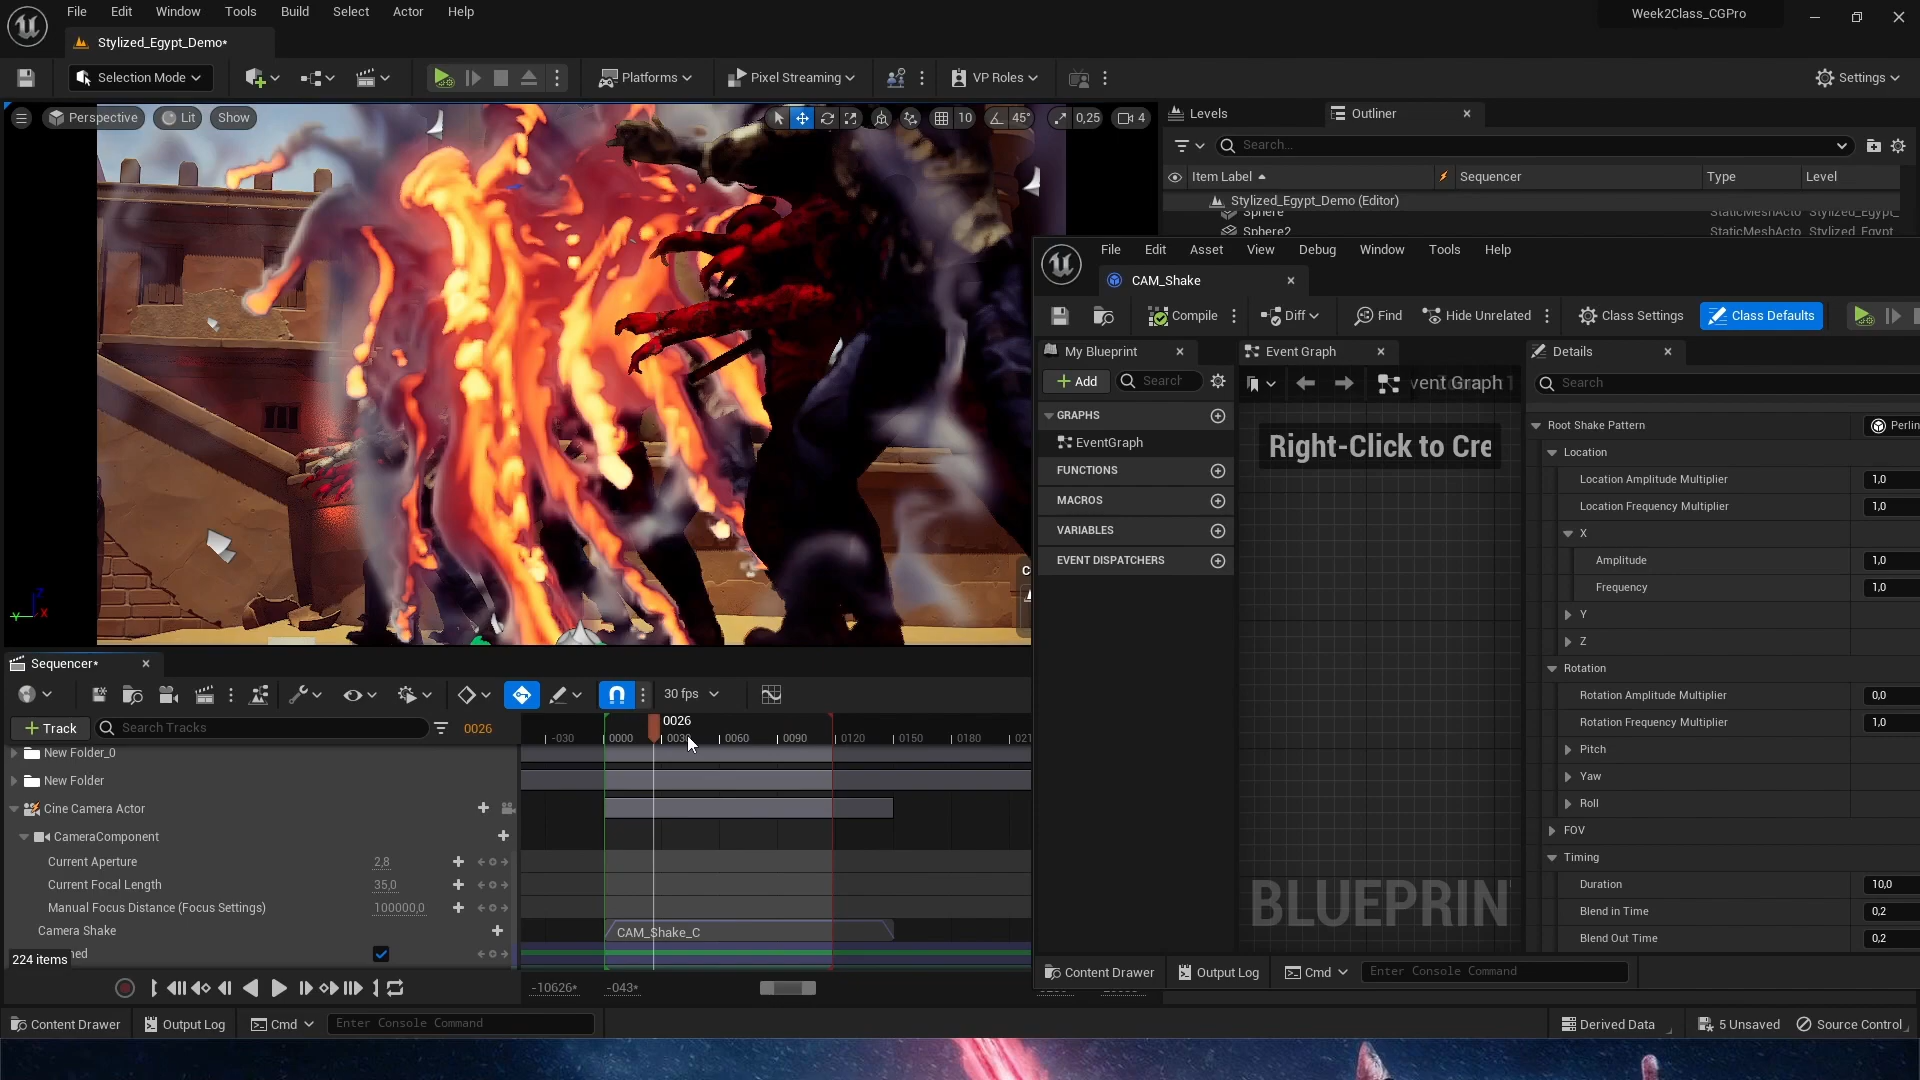 File Edit Window Tools Build Select Actor Help
Week2Class_CGPro
Stylized_Egypt_Demo*
Selection Mode
Platforms
Pixel Streaming
VP Roles
Settings
Perspective
Lit
Show
10
45°
0,25
4
Levels
Outliner
Search...
Item Label
Sequencer
Type
Level
Stylized_Egypt_Demo (Editor)
Sphere
StaticMeshActo
Stylized_Egypt_
Sphere2
StaticMeshActo
Stylized_Egypt
File Edit Asset View Debug Window Tools Help
CAM_Shake
Compile
Diff
Find
Hide Unrelated
Class Settings
Class Defaults
My Blueprint
Event Graph
Details
Add
Search
vent Graph
Search
GRAPHS
EventGraph
FUNCTIONS
MACROS
VARIABLES
EVENT DISPATCHERS
Right-Click to Cre
BLUEPRIN
Root Shake Pattern
Perlin
Location
Location Amplitude Multiplier 1,0
Location Frequency Multiplier 1,0
X
Amplitude 1,0
Frequency 1,0
Y
Z
Rotation
Rotation Amplitude Multiplier 0,0
Rotation Frequency Multiplier 1,0
Pitch
Yaw
Roll
FOV
Timing
Duration 10,0
Blend in Time 0,2
Blend Out Time 0,2
Content Drawer
Output Log
Cmd
Enter Console Command
Sequencer*
30 fps
Track
Search Tracks
0026
0026
-030 0000 0030 0060 0090 0120 0150 0180 021
New Folder_0
New Folder
Cine Camera Actor
CameraComponent
Current Aperture 2,8
Current Focal Length 35,0
Manual Focus Distance (Focus Settings) 100000,0
Camera Shake
CAM_Shake_C
ned
224 items
-10626*
-043*
Content Drawer
Output Log
Cmd
Enter Console Command
Derived Data
5 Unsaved
Source Control